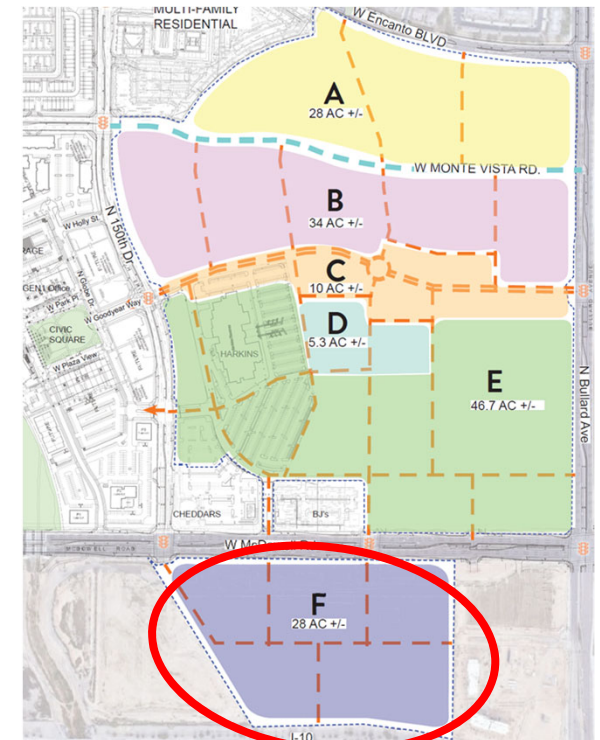 MULTI-FAMILY
RESIDENTIAL
W Encanto BLVD
A
28 AC +/-
W MONTE VISTA RD.
B
34 AC +/-
N 150th Dr.
W Holly St.
N Globe Dr
W Park Pl
W Goodyear Way
CIVIC
SQUARE
W Plaza View
C
10 AC +/-
D
5.3 AC +/-
HARKINS
E
46.7 AC +/-
N Bullard Ave
CHEDDARS
BJ's
F
28 AC +/-
I-10